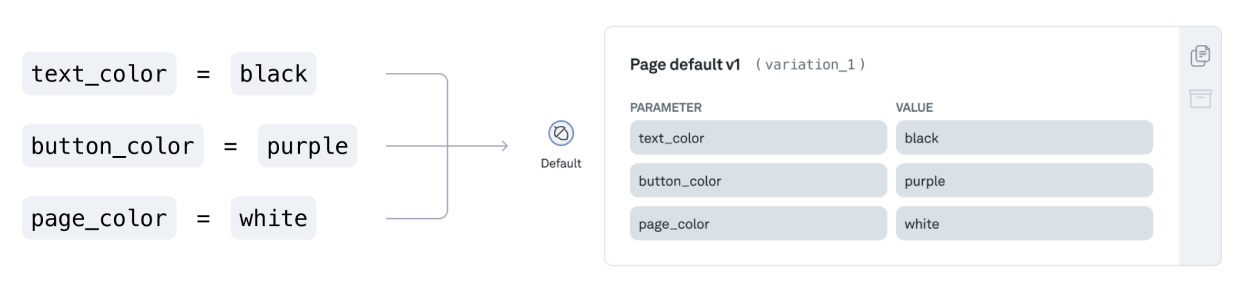 text_color = black
button_color = purple
page_color = white
Default
Page default v1 (variation_1)
PARAMETER VALUE
text_color black
button_color purple
page_color white